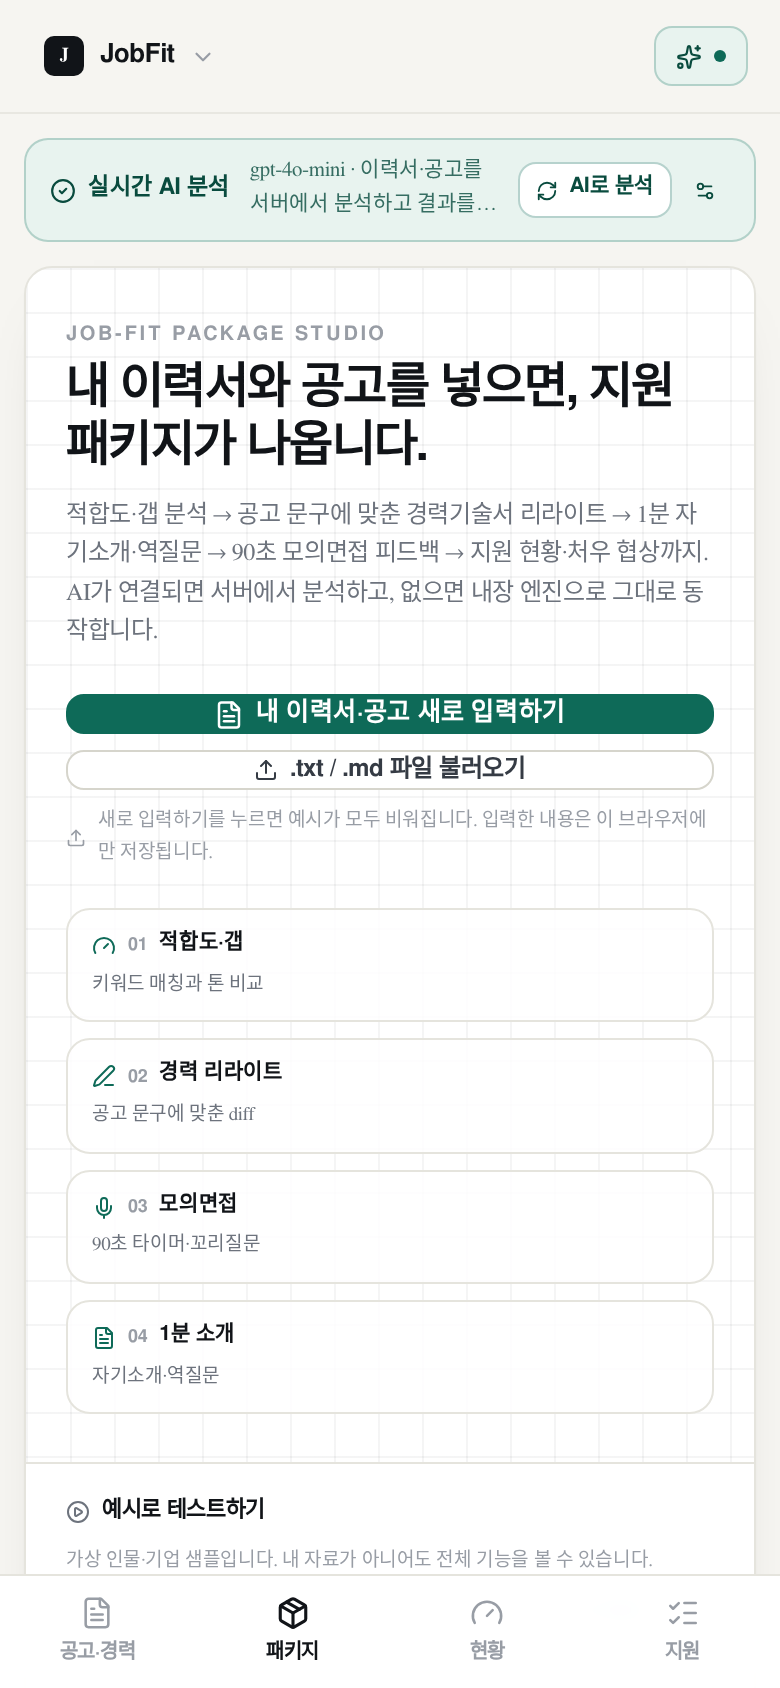 J JobFit
실시간 AI 분석
gpt-4o-mini · 이력서·공고를
서버에서 분석하고 결과를…
AI로 분석
JOB-FIT PACKAGE STUDIO
내 이력서와 공고를 넣으면, 지원
패키지가 나옵니다.
적합도·갭 분석 → 공고 문구에 맞춘 경력기술서 리라이트 → 1분 자
기소개·역질문 → 90초 모의면접 피드백 → 지원 현황·처우 협상까지.
AI가 연결되면 서버에서 분석하고, 없으면 내장 엔진으로 그대로 동
작합니다.
내 이력서·공고 새로 입력하기
.txt / .md 파일 불러오기
새로 입력하기를 누르면 예시가 모두 비워집니다. 입력한 내용은 이 브라우저에
만 저장됩니다.
01 적합도·갭
키워드 매칭과 톤 비교
02 경력 리라이트
공고 문구에 맞춘 diff
03 모의면접
90초 타이머·꼬리질문
04 1분 소개
자기소개·역질문
예시로 테스트하기
가상 인물·기업 샘플입니다. 내 자료가 아니어도 전체 기능을 볼 수 있습니다.
공고·경력
패키지
현황
지원